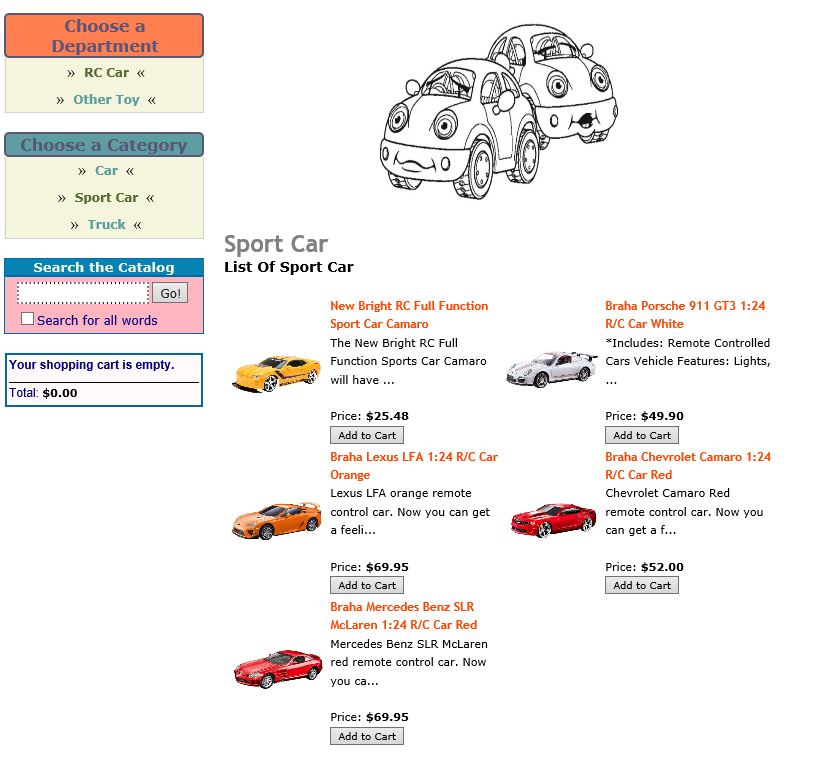 Choose a
Department
» RC Car «
» Other Toy «
Choose a Category
» Car «
» Sport Car «
» Truck «
Search the Catalog
Go!
Search for all words
Your shopping cart is empty.
Total: $0.00
Sport Car
List Of Sport Car
New Bright RC Full Function
Sport Car Camaro
The New Bright RC Full
Function Sports Car Camaro
will have ...
Price: $25.48
Add to Cart
Braha Porsche 911 GT3 1:24
R/C Car White
*Includes: Remote Controlled
Cars Vehicle Features: Lights,
...
Price: $49.90
Add to Cart
Braha Lexus LFA 1:24 R/C Car
Orange
Lexus LFA orange remote
control car. Now you can get
a feeli...
Price: $69.95
Add to Cart
Braha Chevrolet Camaro 1:24
R/C Car Red
Chevrolet Camaro Red
remote control car. Now you
can get a f...
Price: $52.00
Add to Cart
Braha Mercedes Benz SLR
McLaren 1:24 R/C Car Red
Mercedes Benz SLR McLaren
red remote control car. Now
you ca...
Price: $69.95
Add to Cart